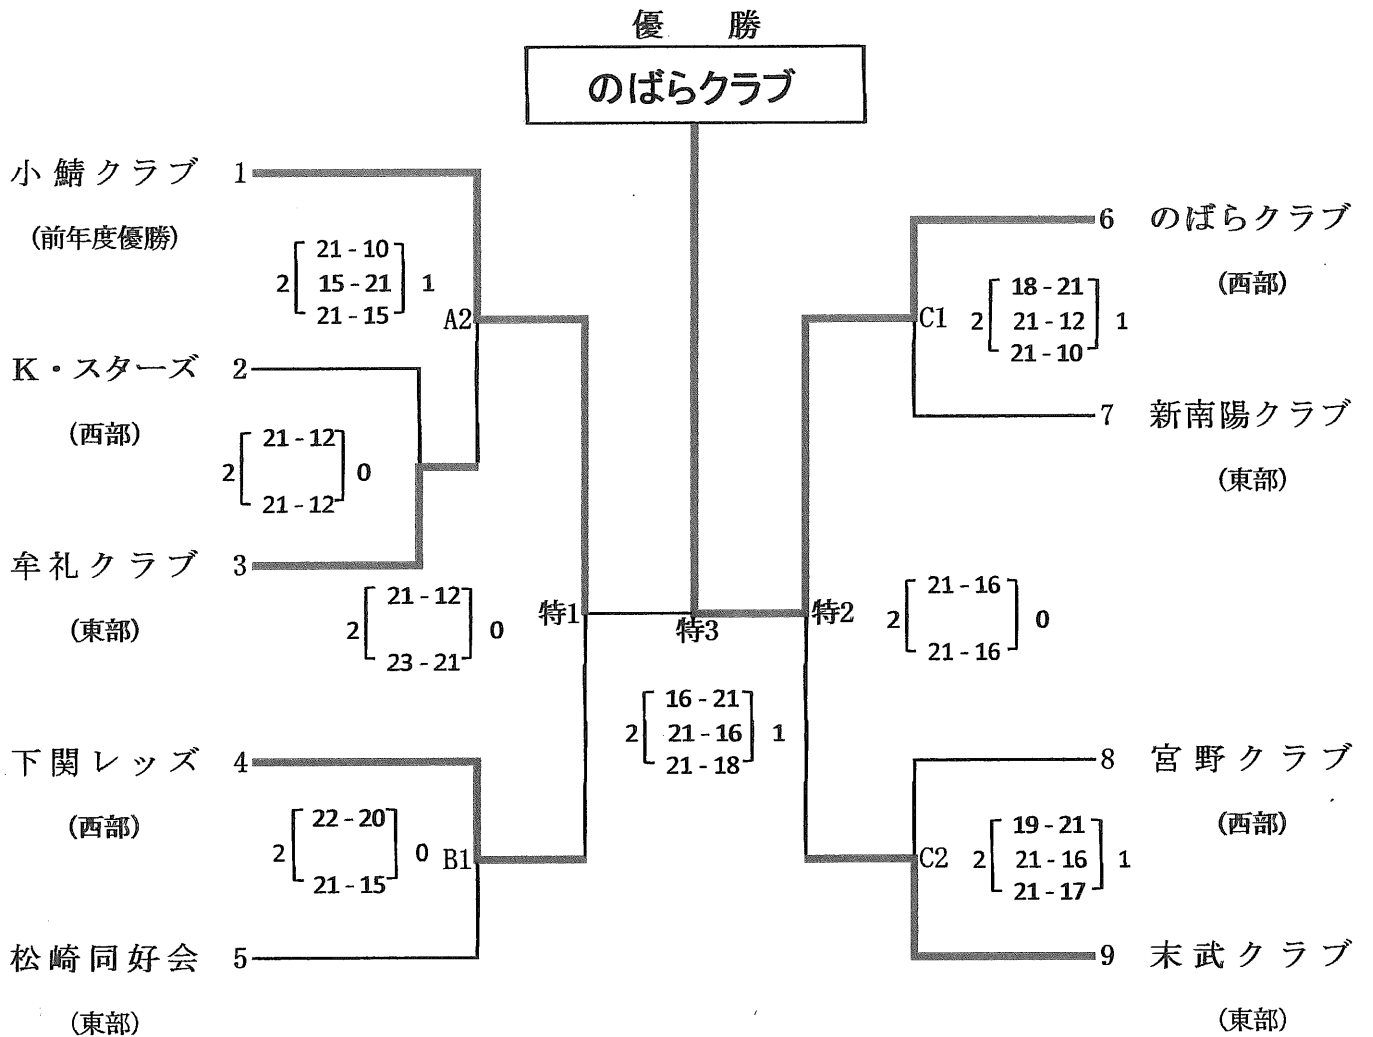 優 勝
のばらクラブ
小鯖クラブ 1
(前年度優勝)
2 21-10 1
15-21
21-15
A2
K・スターズ 2
(西部)
2 21-12 0
21-12
牟礼クラブ 3
(東部)
2 21-12 0
23-21
特1
下関レッズ 4
(西部)
2 22-20 0
21-15
B1
松崎同好会 5
(東部)
特3
2 16-21 1
21-16
21-18
6 のばらクラブ
(西部)
C1
2 18-21 1
21-12
21-10
7 新南陽クラブ
(東部)
特2
2 21-16 0
21-16
8 宮野クラブ
(西部)
C2
2 19-21 1
21-16
21-17
9 末武クラブ
(東部)